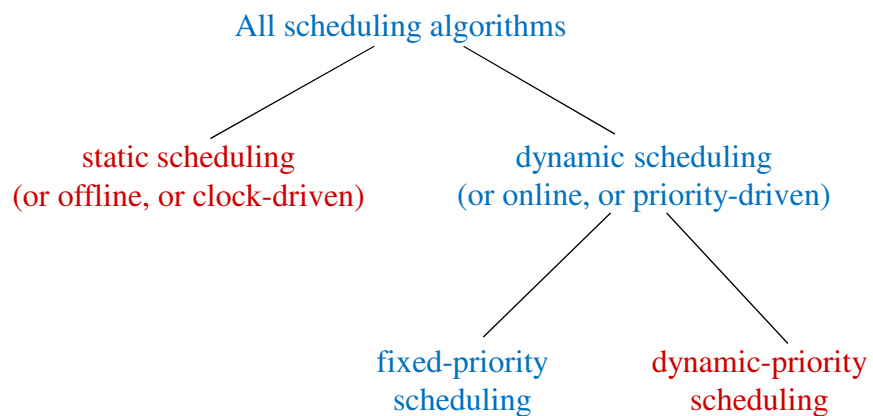 All scheduling algorithms
static scheduling
(or offline, or clock-driven)
dynamic scheduling
(or online, or priority-driven)
fixed-priority
scheduling
dynamic-priority
scheduling